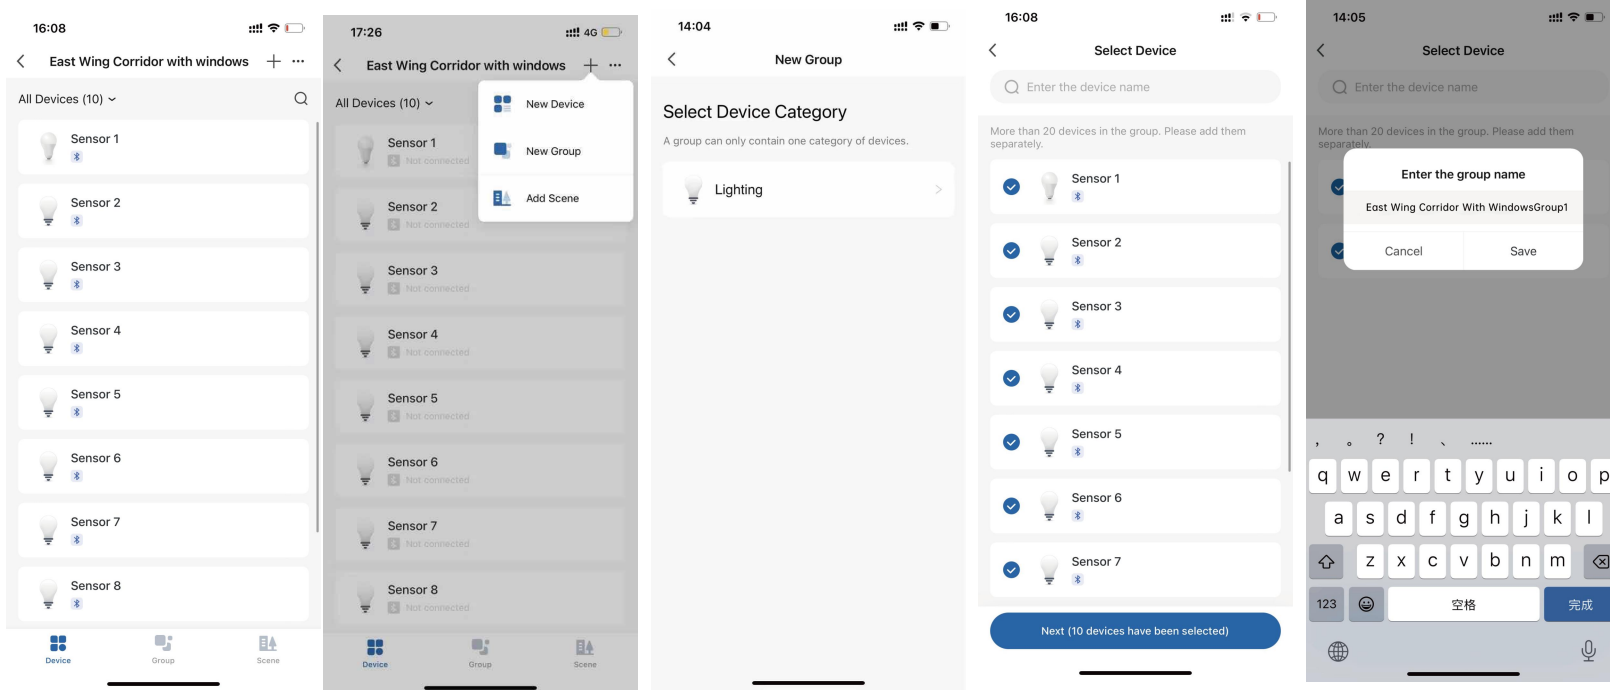 16:08
East Wing Corridor with windows
All Devices (10)
Sensor 1
Sensor 2
Sensor 3
Sensor 4
Sensor 5
Sensor 6
Sensor 7
Sensor 8
Device
Group
Scene
17:26
4G
East Wing Corridor with windows
All Devices (10)
New Device
New Group
Add Scene
Sensor 1
Not connected
Sensor 2
Not connected
Sensor 3
Not connected
Sensor 4
Not connected
Sensor 5
Not connected
Sensor 6
Not connected
Sensor 7
Not connected
Sensor 8
Not connected
Device
Group
Scene
14:04
New Group
Select Device Category
A group can only contain one category of devices.
Lighting
16:08
Select Device
Enter the device name
More than 20 devices in the group. Please add them
separately.
Sensor 1
Sensor 2
Sensor 3
Sensor 4
Sensor 5
Sensor 6
Sensor 7
Next (10 devices have been selected)
14:05
Select Device
Enter the device name
More than 20 devices in the group. Please add them
separately.
Enter the group name
East Wing Corridor With WindowsGroup1
Cancel
Save
， 。 ? ! 、 ......
q w e r t y u i o p
a s d f g h j k l
z x c v b n m
123 空格 完成